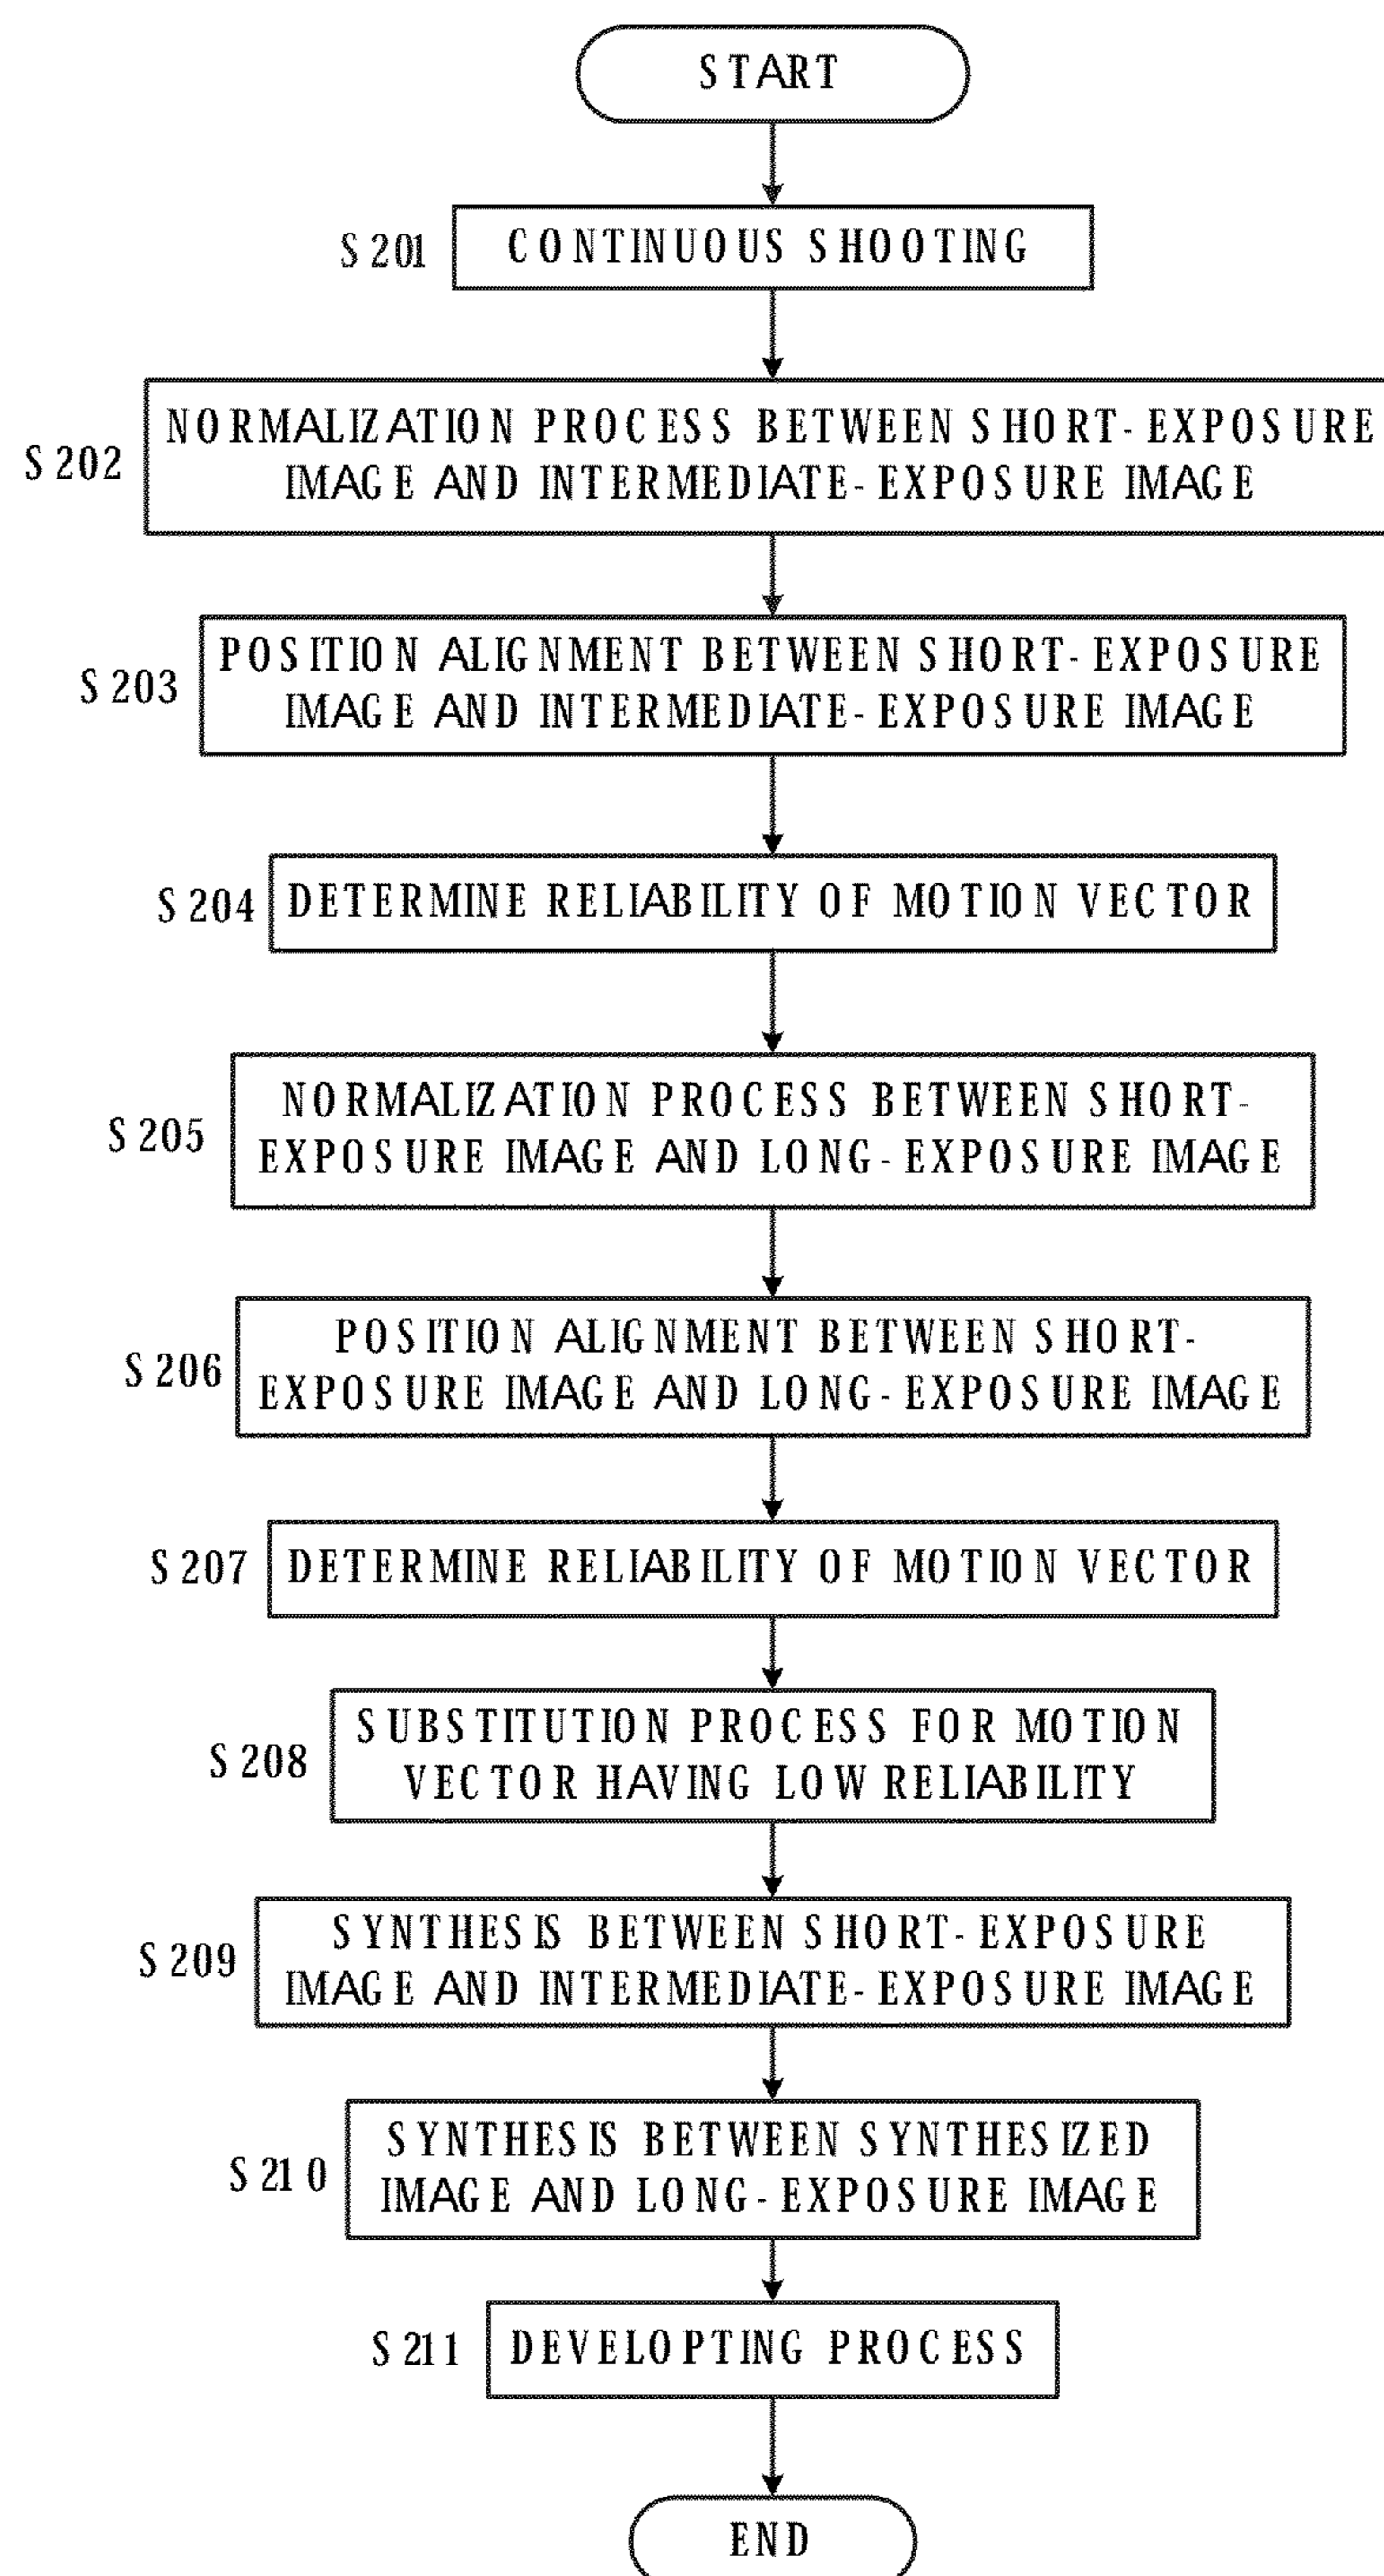 START
S201
CONTINUOUS SHOOTING
S202
NORMALIZATION PROCESS BETWEEN SHORT-EXPOSURE
IMAGE AND INTERMEDIATE-EXPOSURE IMAGE
S203
POSITION ALIGNMENT BETWEEN SHORT-EXPOSURE
IMAGE AND INTERMEDIATE-EXPOSURE IMAGE
S204
DETERMINE RELIABILITY OF MOTION VECTOR
S205
NORMALIZATION PROCESS BETWEEN SHORT-
EXPOSURE IMAGE AND LONG-EXPOSURE IMAGE
S206
POSITION ALIGNMENT BETWEEN SHORT-
EXPOSURE IMAGE AND LONG-EXPOSURE IMAGE
S207
DETERMINE RELIABILITY OF MOTION VECTOR
S208
SUBSTITUTION PROCESS FOR MOTION
VECTOR HAVING LOW RELIABILITY
S209
SYNTHESIS BETWEEN SHORT-EXPOSURE
IMAGE AND INTERMEDIATE-EXPOSURE IMAGE
S210
SYNTHESIS BETWEEN SYNTHESIZED
IMAGE AND LONG-EXPOSURE IMAGE
S211
DEVELOPTING PROCESS
END